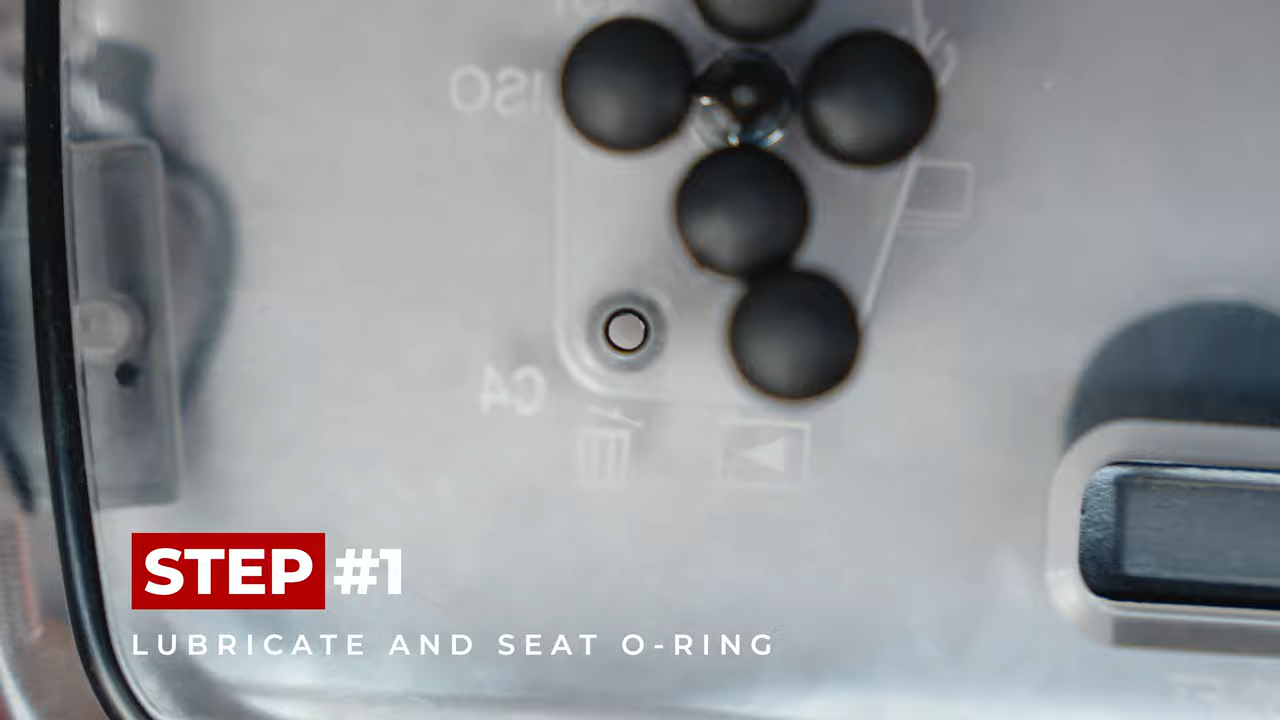 ISO
C4
STEP #1
LUBRICATE AND SEAT O-RING